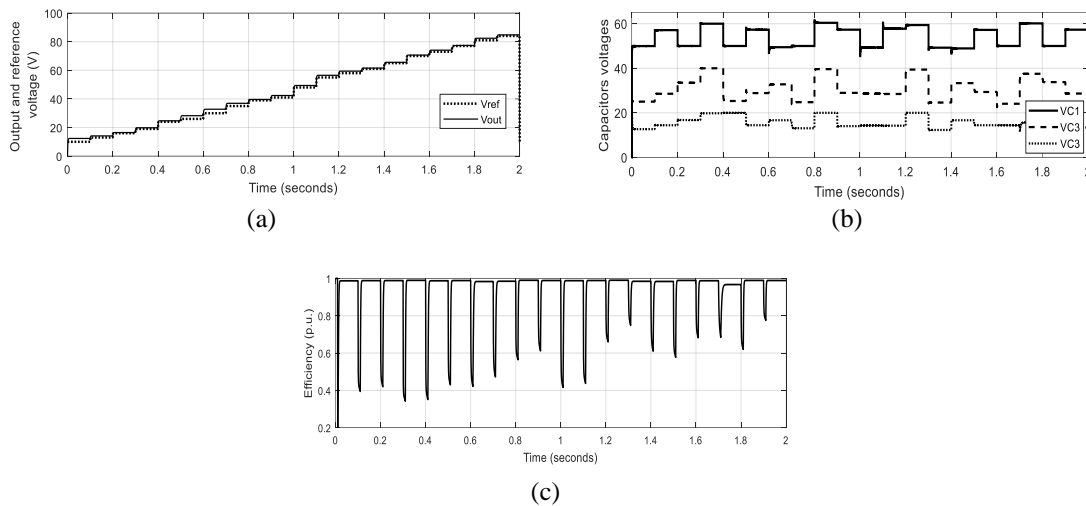 Output and reference
voltage (V)
100
80
60
40
20
0
Vref
Vout
0 0.2 0.4 0.6 0.8 1 1.2 1.4 1.6 1.8 2
Time (seconds)
(a)
Capacitors voltages
60
40
20
0
VC1
VC3
VC3
0 0.2 0.4 0.6 0.8 1 1.2 1.4 1.6 1.8 2
Time (seconds)
(b)
Efficiency (p.u.)
1
0.8
0.6
0.4
0.2
0 0.2 0.4 0.6 0.8 1 1.2 1.4 1.6 1.8 2
Time (seconds)
(c)